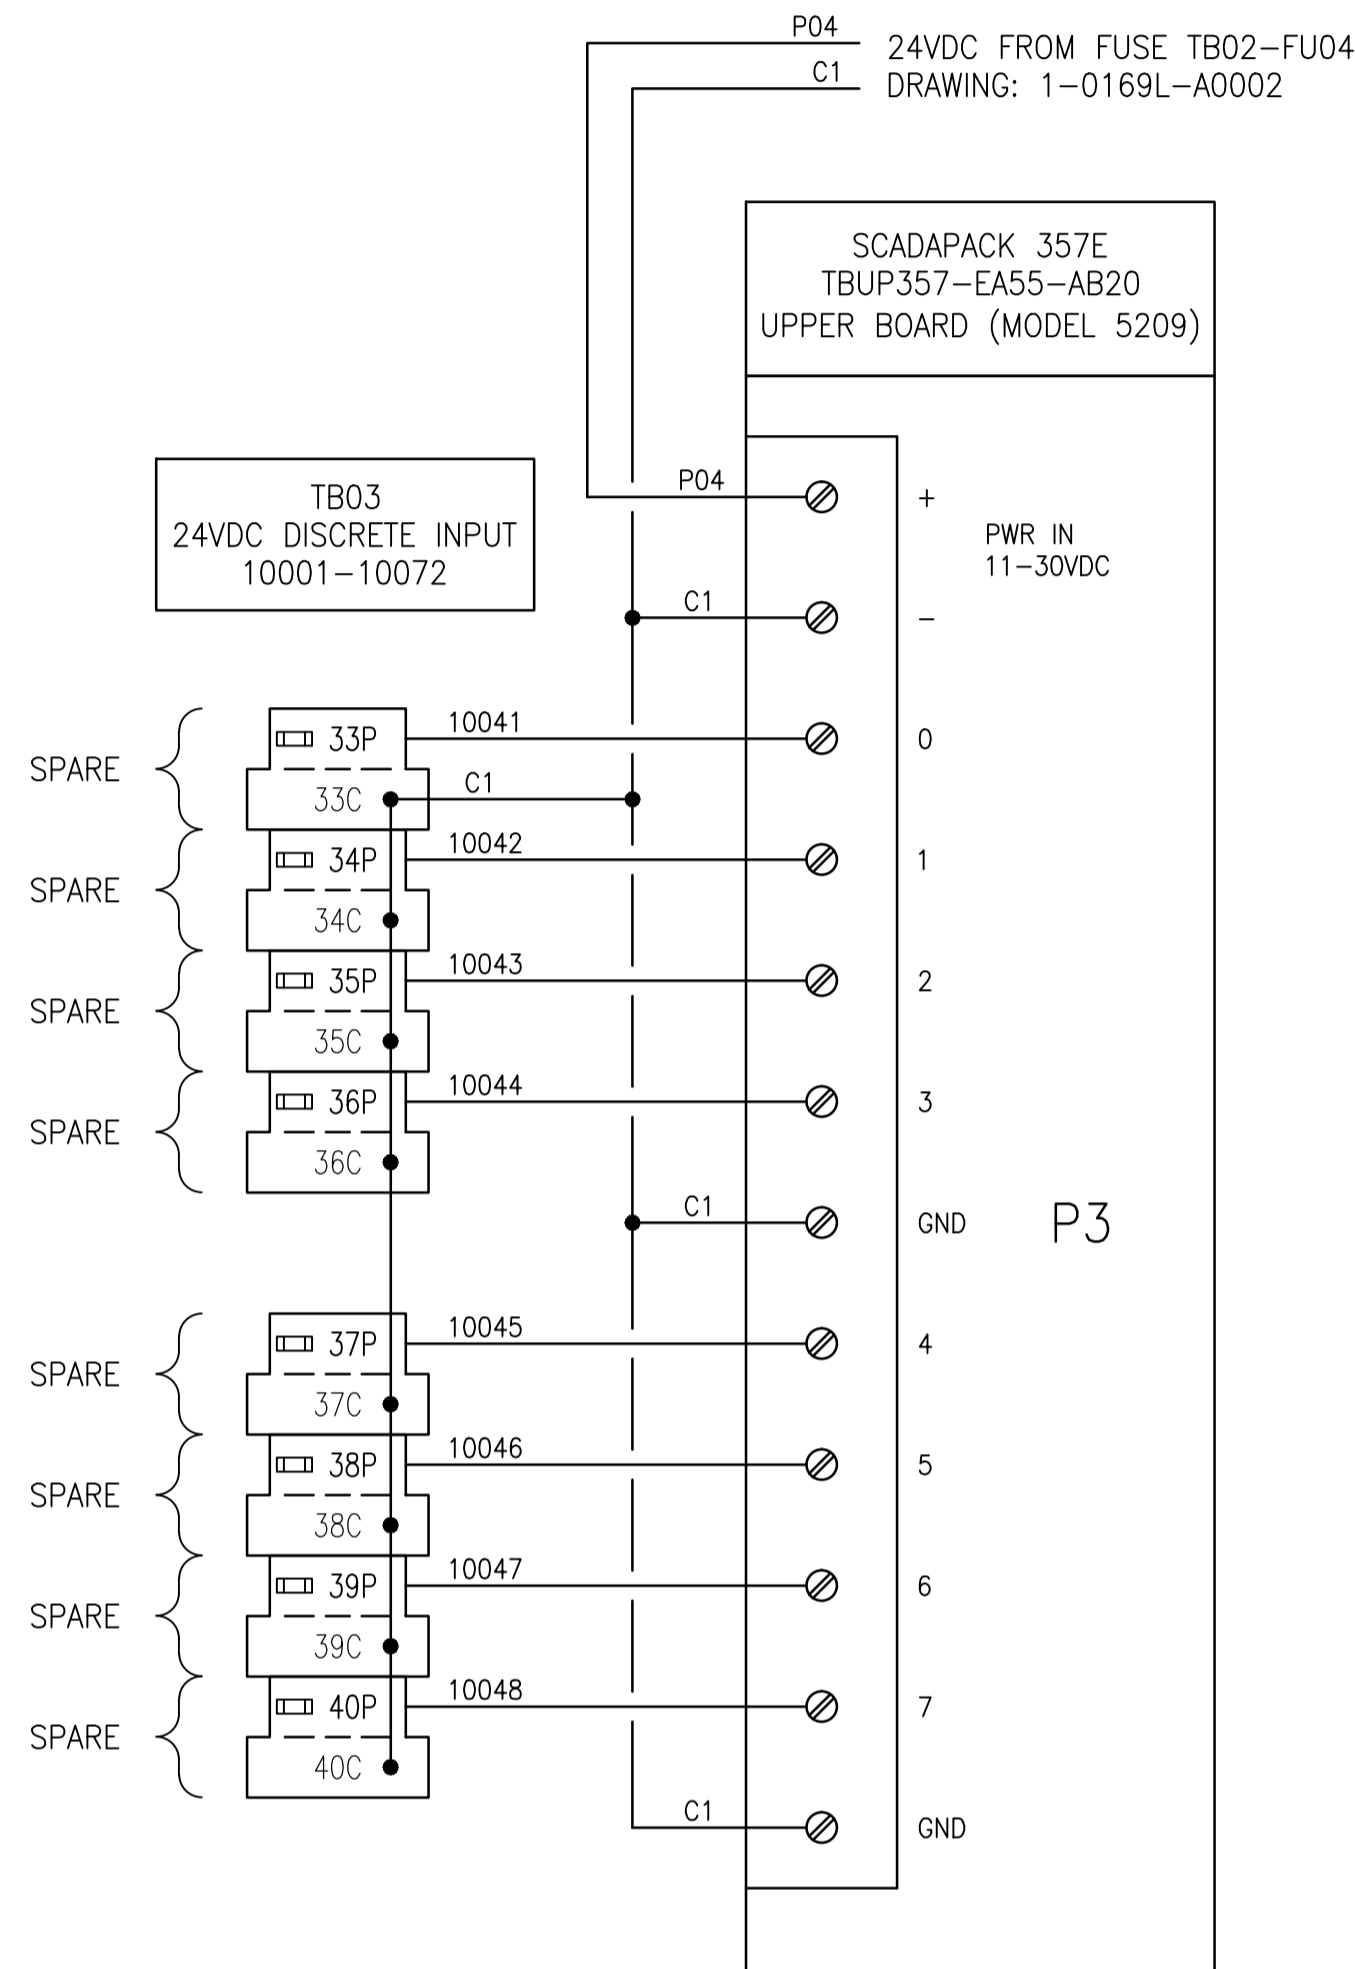 P04
24VDC FROM FUSE TB02-FU04
C1
DRAWING: 1-0169L-A0002
SCADAPACK 357E
TBUP357-EA55-AB20
UPPER BOARD (MODEL 5209)
TB03
24VDC DISCRETE INPUT
10001-10072
P04
+
PWR IN
11-30VDC
C1
-
SPARE
33P
10041
0
33C
C1
SPARE
34P
10042
1
34C
SPARE
35P
10043
2
35C
SPARE
36P
10044
3
36C
C1
GND
P3
SPARE
37P
10045
4
37C
SPARE
38P
10046
5
38C
SPARE
39P
10047
6
39C
SPARE
40P
10048
7
40C
C1
GND